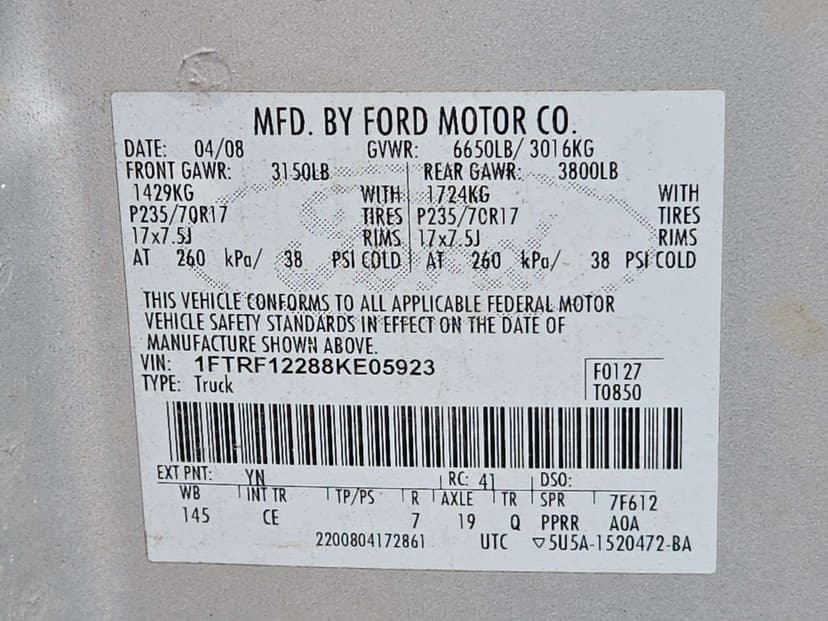 MFD. BY FORD MOTOR CO.
DATE: 04/08 GVWR: 6650LB/ 3016KG
FRONT GAWR: 3150LB REAR GAWR: 3800LB
1429KG WITH 1724KG WITH
P235/70R17 TIRES P235/70R17 TIRES
17x7.5J RIMS 17x7.5J RIMS
AT 260 kPa/ 38 PSI COLD AT 260 kPa/ 38 PSI COLD
THIS VEHICLE CONFORMS TO ALL APPLICABLE FEDERAL MOTOR
VEHICLE SAFETY STANDARDS IN EFFECT ON THE DATE OF
MANUFACTURE SHOWN ABOVE.
VIN: 1FTRF12288KE05923 F0127
TYPE: Truck T0850
EXT PNT: YN RC: 41 DSO:
WB INT TR TP/PS R AXLE TR SPR 7F612
145 CE 7 19 Q PPRR AOA
2200804172861 UTC ▽5U5A-1520472-BA